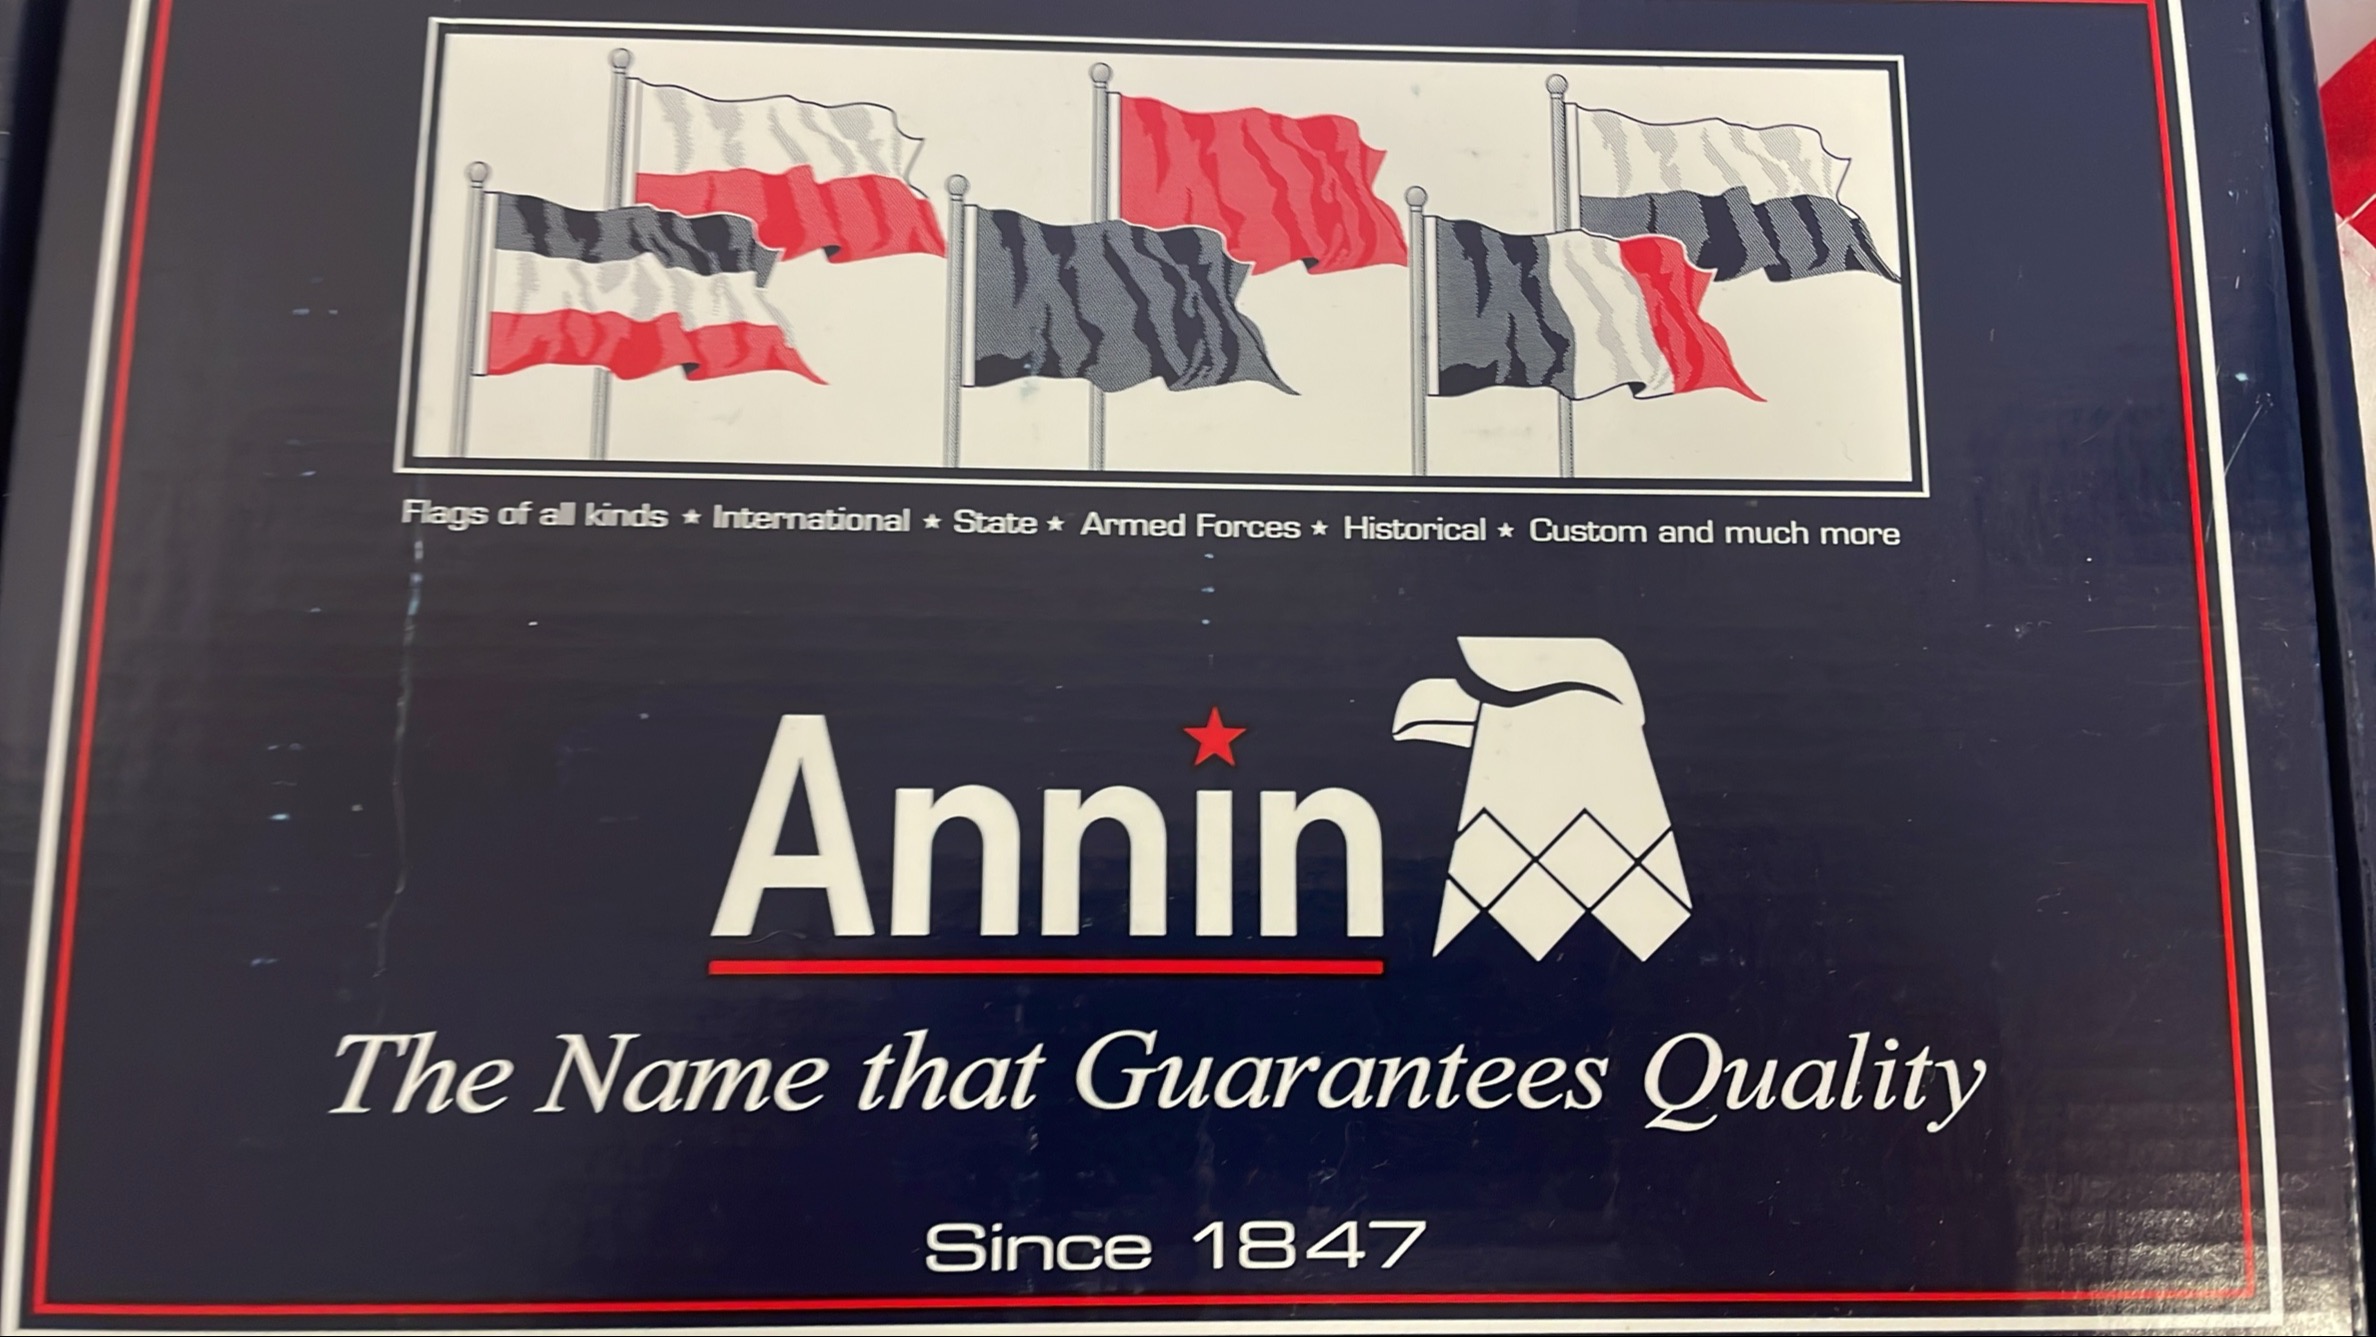 Flags of all kinds ★ International ★ State ★ Armed Forces ★ Historical ★ Custom and much more
Annin
The Name that Guarantees Quality
Since 1847